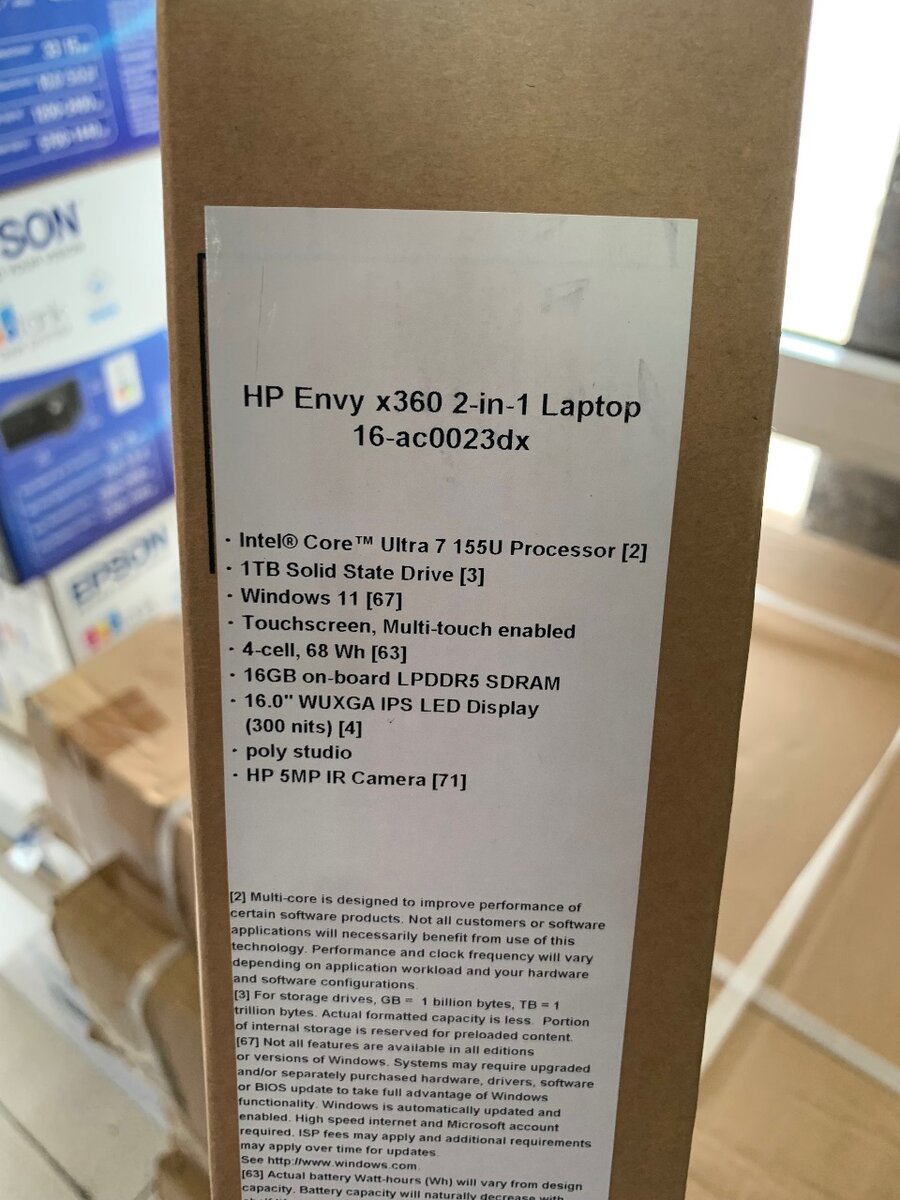 SON
EPSON
HP Envy x360 2-in-1 Laptop
16-ac0023dx
· Intel® Core™ Ultra 7 155U Processor [2]
· 1TB Solid State Drive [3]
· Windows 11 [67]
· Touchscreen, Multi-touch enabled
· 4-cell, 68 Wh [63]
· 16GB on-board LPDDR5 SDRAM
· 16.0" WUXGA IPS LED Display
(300 nits) [4]
· poly studio
· HP 5MP IR Camera [71]
[2] Multi-core is designed to improve performance of
certain software products. Not all customers or software
applications will necessarily benefit from use of this
technology. Performance and clock frequency will vary
depending on application workload and your hardware
and software configurations.
[3] For storage drives, GB = 1 billion bytes, TB = 1
trillion bytes. Actual formatted capacity is less. Portion
of internal storage is reserved for preloaded content.
[67] Not all features are available in all editions
or versions of Windows. Systems may require upgraded
and/or separately purchased hardware, drivers, software
or BIOS update to take full advantage of Windows
functionality. Windows is automatically updated and
enabled. High speed internet and Microsoft account
required. ISP fees may apply and additional requirements
may apply over time for updates.
See http://www.windows.com.
[63] Actual battery Watt-hours (Wh) will vary from design
capacity. Battery capacity will naturally decrease with